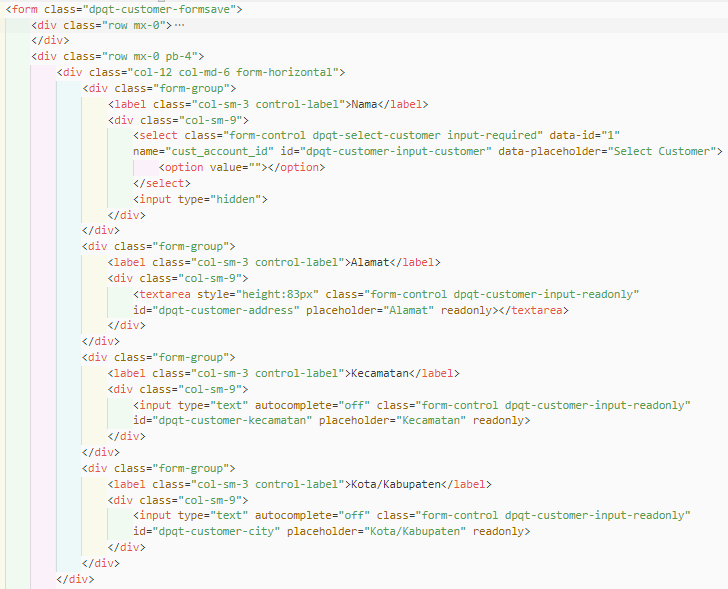 <form class="dpqt-customer-formsave">
<div class="row mx-0">···
</div>
<div class="row mx-0 pb-4">
<div class="col-12 col-md-6 form-horizontal">
<div class="form-group">
<label class="col-sm-3 control-label">Nama</label>
<div class="col-sm-9">
<select class="form-control dpqt-select-customer input-required" data-id="1"
name="cust_account_id" id="dpqt-customer-input-customer" data-placeholder="Select Customer">
<option value=""></option>
</select>
<input type="hidden">
</div>
</div>
<div class="form-group">
<label class="col-sm-3 control-label">Alamat</label>
<div class="col-sm-9">
<textarea style="height:83px" class="form-control dpqt-customer-input-readonly"
id="dpqt-customer-address" placeholder="Alamat" readonly></textarea>
</div>
</div>
<div class="form-group">
<label class="col-sm-3 control-label">Kecamatan</label>
<div class="col-sm-9">
<input type="text" autocomplete="off" class="form-control dpqt-customer-input-readonly"
id="dpqt-customer-kecamatan" placeholder="Kecamatan" readonly>
</div>
</div>
<div class="form-group">
<label class="col-sm-3 control-label">Kota/Kabupaten</label>
<div class="col-sm-9">
<input type="text" autocomplete="off" class="form-control dpqt-customer-input-readonly"
id="dpqt-customer-city" placeholder="Kota/Kabupaten" readonly>
</div>
</div>
</div>